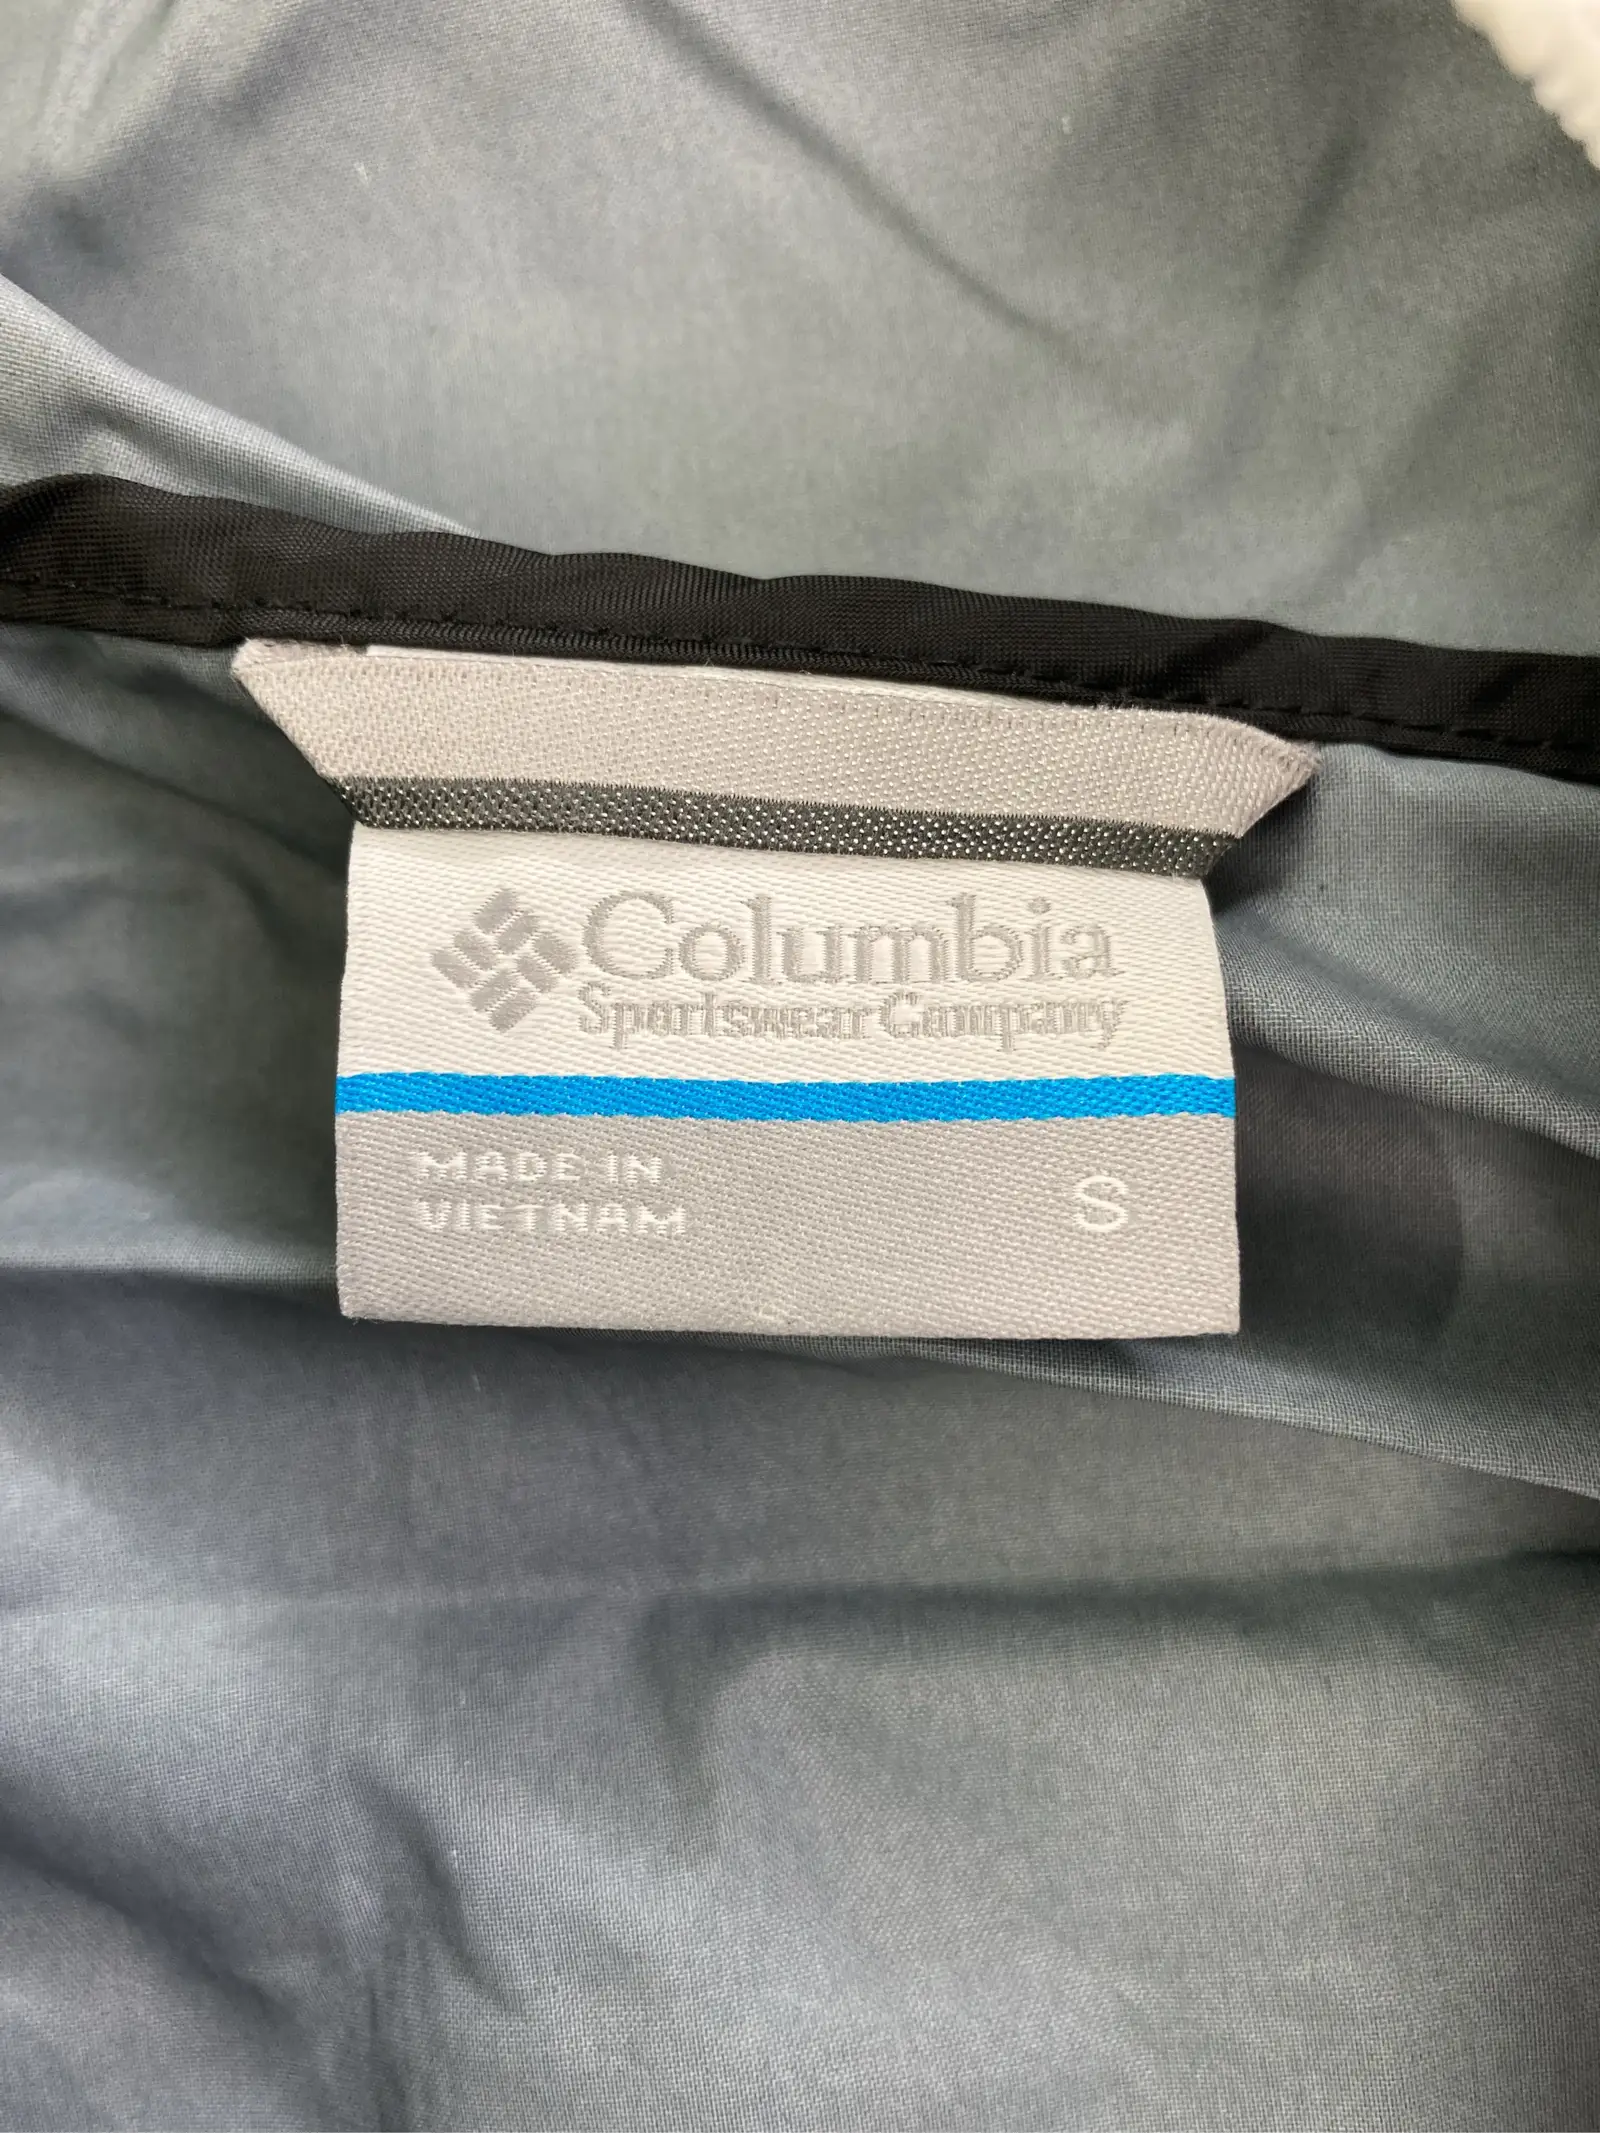 Columbia
Sportswear Company
MADE IN
VIETNAM
S